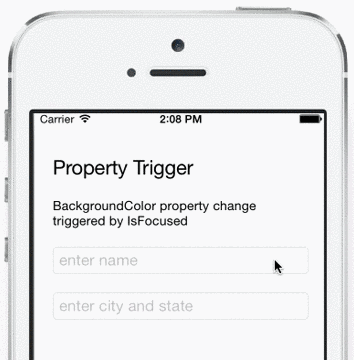 Carrier 2:08 PM
Property Trigger
BackgroundColor property change
triggered by IsFocused
enter name
enter city and state